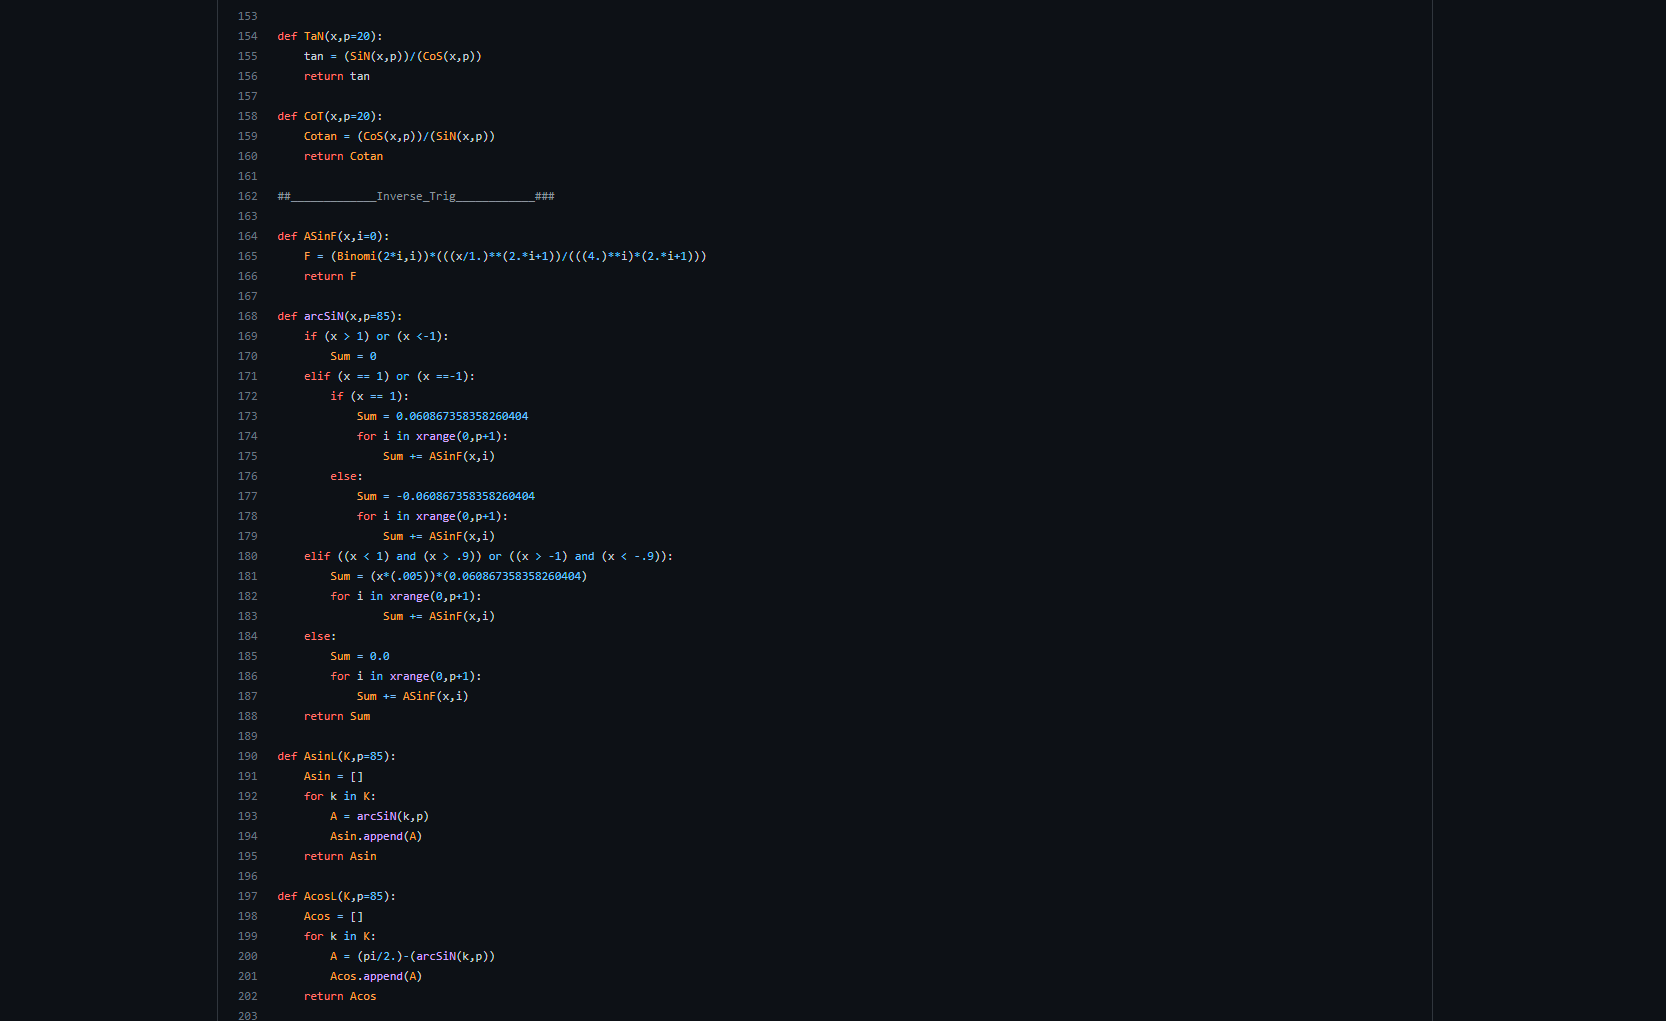 153
154 def TaN(x,p=20):
155     tan = (SiN(x,p))/(CoS(x,p))
156     return tan
157
158 def CoT(x,p=20):
159     Cotan = (CoS(x,p))/(SiN(x,p))
160     return Cotan
161
162 ##_____________Inverse_Trig____________###
163
164 def ASinF(x,i=0):
165     F = (Binomi(2*i,i))*(((x/1.)**(2.*i+1))/(((4.)**i)*(2.*i+1)))
166     return F
167
168 def arcSiN(x,p=85):
169     if (x > 1) or (x <-1):
170         Sum = 0
171     elif (x == 1) or (x ==-1):
172         if (x == 1):
173             Sum = 0.060867358358260404
174             for i in xrange(0,p+1):
175                 Sum += ASinF(x,i)
176         else:
177             Sum = -0.060867358358260404
178             for i in xrange(0,p+1):
179                 Sum += ASinF(x,i)
180     elif ((x < 1) and (x > .9)) or ((x > -1) and (x < -.9)):
181         Sum = (x*(.005))*(0.060867358358260404)
182         for i in xrange(0,p+1):
183                 Sum += ASinF(x,i)
184     else:
185         Sum = 0.0
186         for i in xrange(0,p+1):
187             Sum += ASinF(x,i)
188     return Sum
189
190 def AsinL(K,p=85):
191     Asin = []
192     for k in K:
193         A = arcSiN(k,p)
194         Asin.append(A)
195     return Asin
196
197 def AcosL(K,p=85):
198     Acos = []
199     for k in K:
200         A = (pi/2.)-(arcSiN(k,p))
201         Acos.append(A)
202     return Acos
203